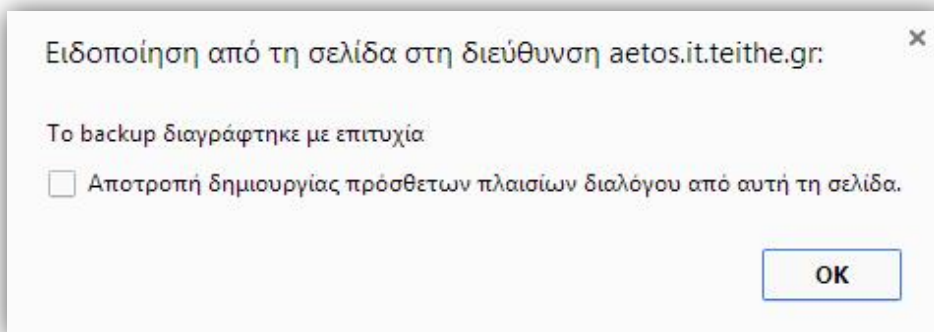 Ειδοποίηση από τη σελίδα στη διεύθυνση aetos.it.teithe.gr:
Το backup διαγράφτηκε με επιτυχία
Αποτροπή δημιουργίας πρόσθετων πλαισίων διαλόγου από αυτή τη σελίδα.
OK